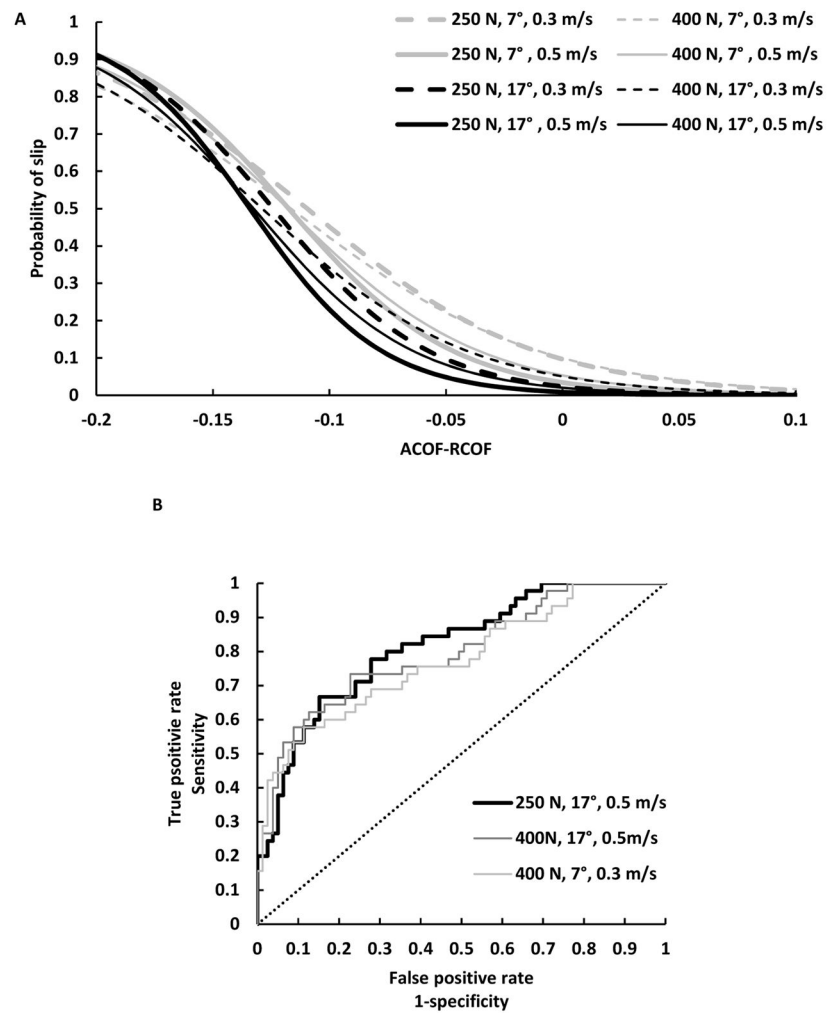 A
250 N, 7°, 0.3 m/s
400 N, 7°, 0.3 m/s
250 N, 7° , 0.5 m/s
400 N, 7° , 0.5 m/s
250 N, 17°, 0.3 m/s
400 N, 17°, 0.3 m/s
250 N, 17° , 0.5 m/s
400 N, 17°, 0.5 m/s
Probability of slip
1
0.9
0.8
0.7
0.6
0.5
0.4
0.3
0.2
0.1
0
-0.2
-0.15
-0.1
-0.05
0
0.05
0.1
ACOF-RCOF
B
True psoitivie rate
Sensitivity
1
0.9
0.8
0.7
0.6
0.5
0.4
0.3
0.2
0.1
0
250 N, 17°, 0.5 m/s
400N, 17°, 0.5m/s
400 N, 7°, 0.3 m/s
0
0.1
0.2
0.3
0.4
0.5
0.6
0.7
0.8
0.9
1
False positive rate
1-specificity